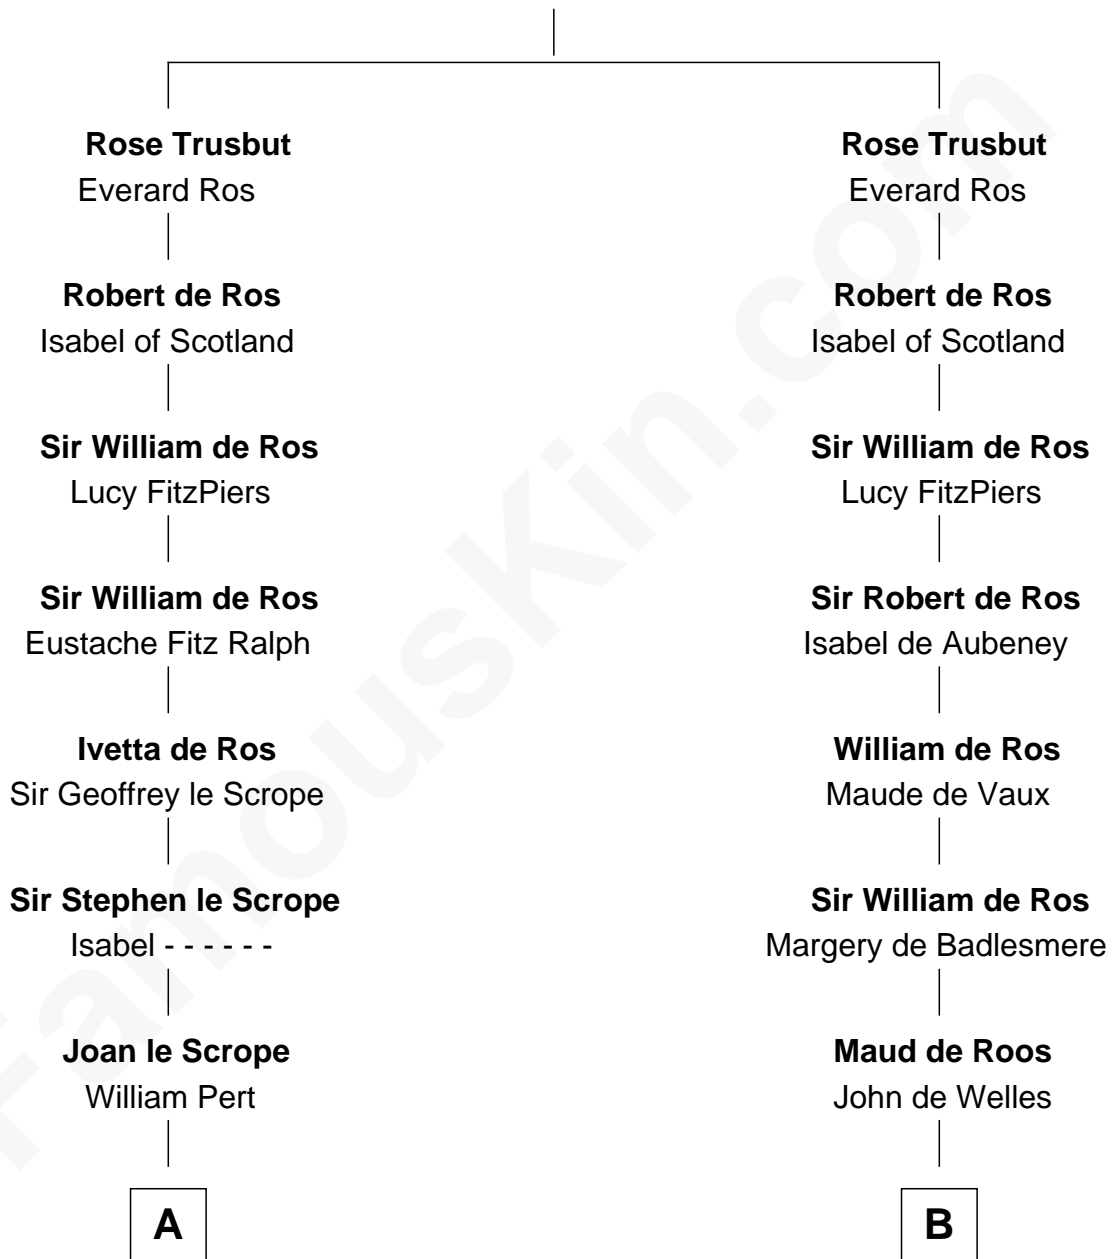 Rose Trusbut
Everard Ros
Robert de Ros
Isabel of Scotland
Sir William de Ros
Lucy FitzPiers
Sir William de Ros
Eustache Fitz Ralph
Ivetta de Ros
Sir Geoffrey le Scrope
Sir Stephen le Scrope
Isabel - - - - - -
Joan le Scrope
William Pert
A
Rose Trusbut
Everard Ros
Robert de Ros
Isabel of Scotland
Sir William de Ros
Lucy FitzPiers
Sir Robert de Ros
Isabel de Aubeney
William de Ros
Maude de Vaux
Sir William de Ros
Margery de Badlesmere
Maud de Roos
John de Welles
B
FamousKin.com